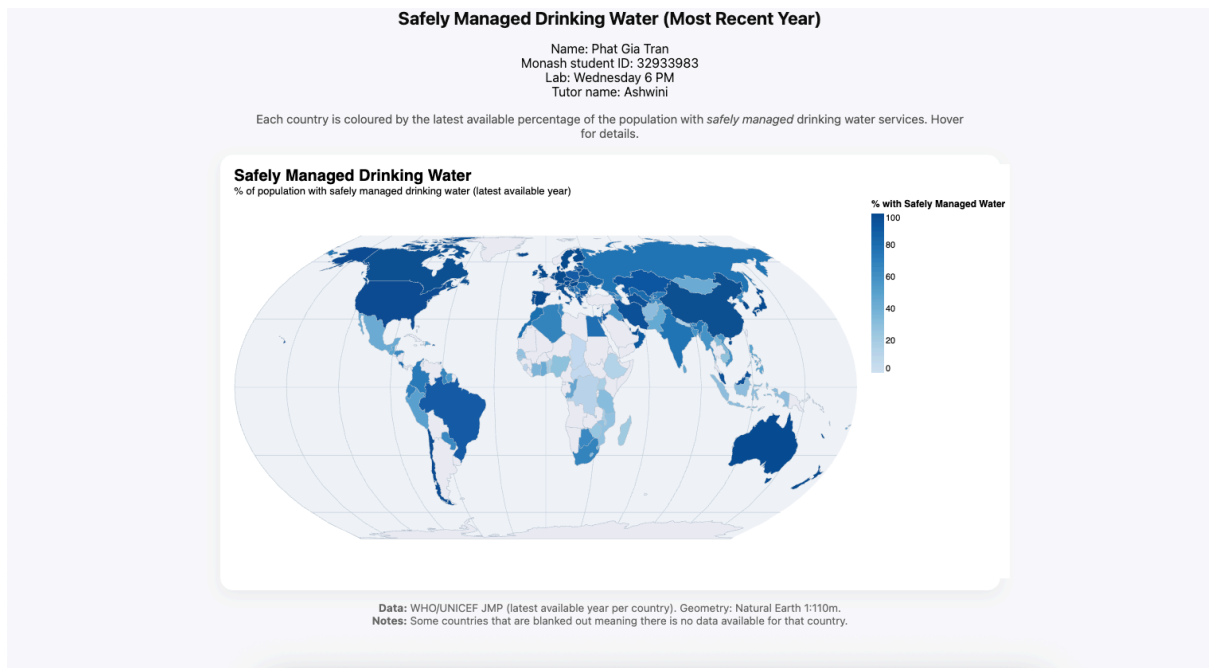 Safely Managed Drinking Water (Most Recent Year)
Name: Phat Gia Tran
Monash student ID: 32933983
Lab: Wednesday 6 PM
Tutor name: Ashwini
Each country is coloured by the latest available percentage of the population with safely managed drinking water services. Hover
for details.
Safely Managed Drinking Water
% of population with safely managed drinking water (latest available year)
% with Safely Managed Water
100
80
60
40
20
0
Data: WHO/UNICEF JMP (latest available year per country). Geometry: Natural Earth 1:110m.
Notes: Some countries that are blanked out meaning there is no data available for that country.